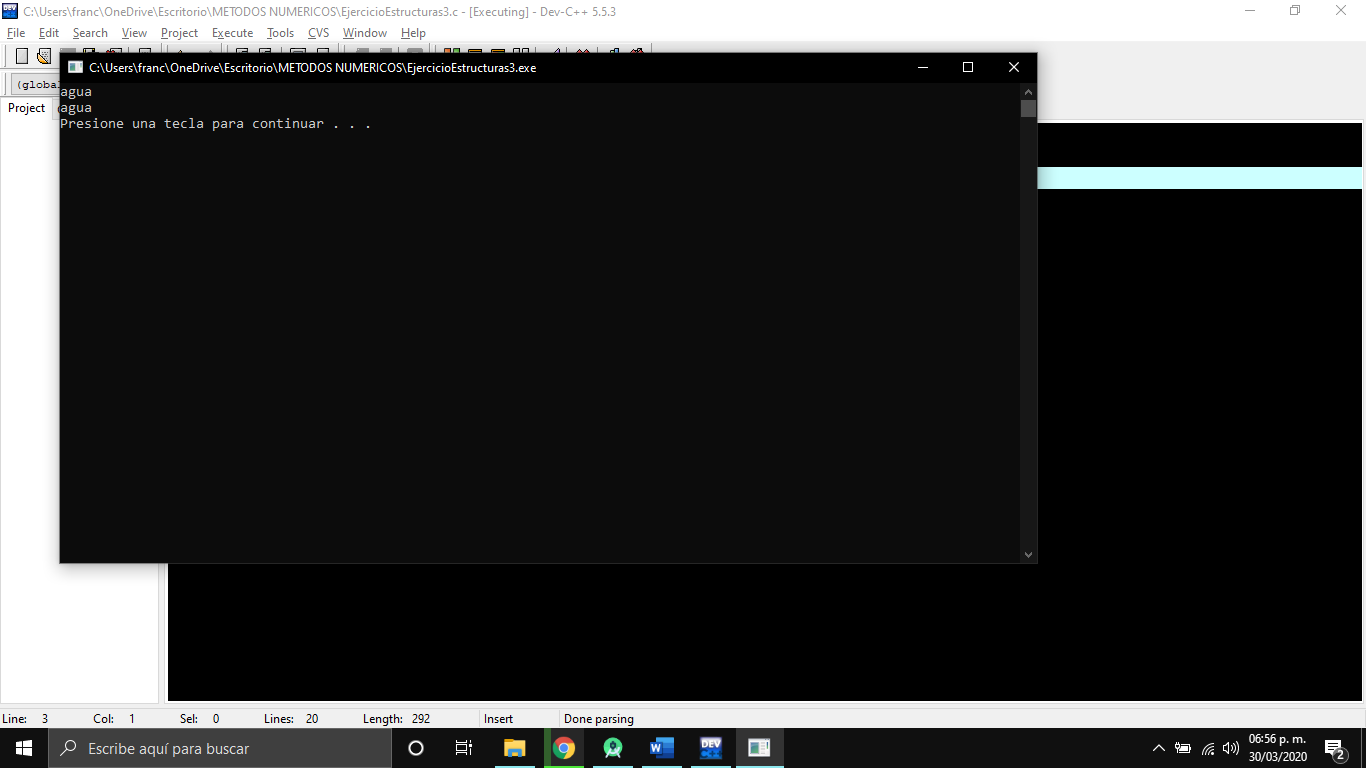 C:\Users\franc\OneDrive\Escritorio\METODOS NUMERICOS\EjercicioEstructuras3.c - [Executing] - Dev-C++ 5.5.3
File Edit Search View Project Execute Tools CVS Window Help
C:\Users\franc\OneDrive\Escritorio\METODOS NUMERICOS\EjercicioEstructuras3.exe
(global
agua
Project
agua
Presione una tecla para continuar . . .
Line: 3 Col: 1 Sel: 0 Lines: 20 Length: 292 Insert Done parsing
Escribe aquí para buscar
W
DEV C++
06:56 p. m.
30/03/2020
2